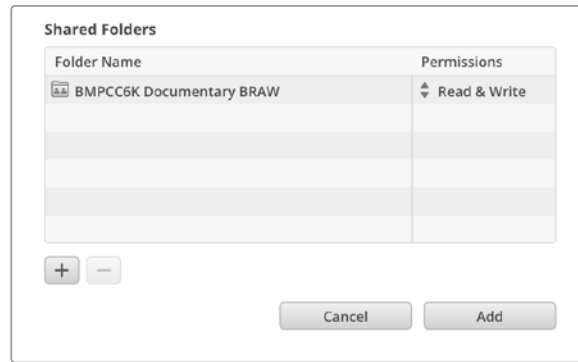 Shared Folders
Folder Name Permissions
BMPCC6K Documentary BRAW Read & Write
+ −
Cancel Add